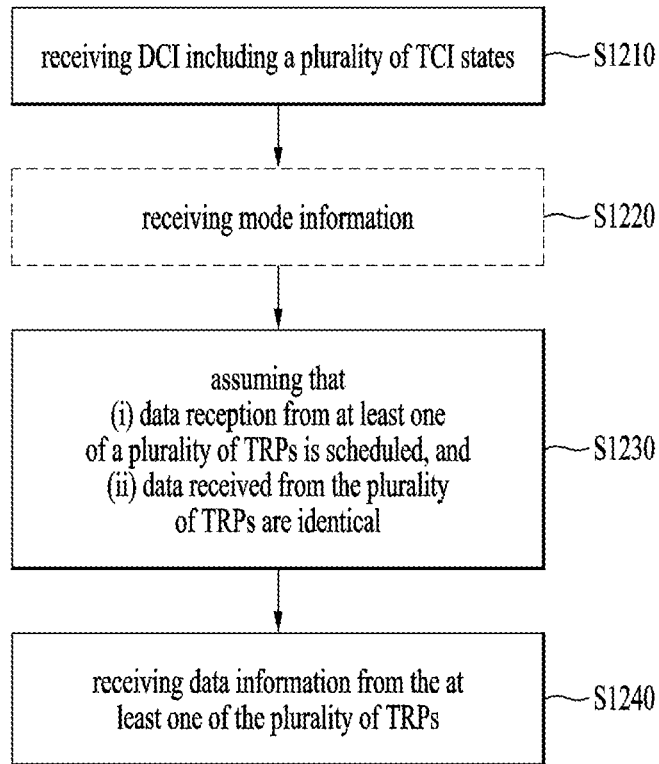 receiving DCI including a plurality of TCI states
S1210
receiving mode information
S1220
assuming that
(i) data reception from at least one
of a plurality of TRPs is scheduled, and
(ii) data received from the plurality
of TRPs are identical
S1230
receiving data information from the at
least one of the plurality of TRPs
S1240